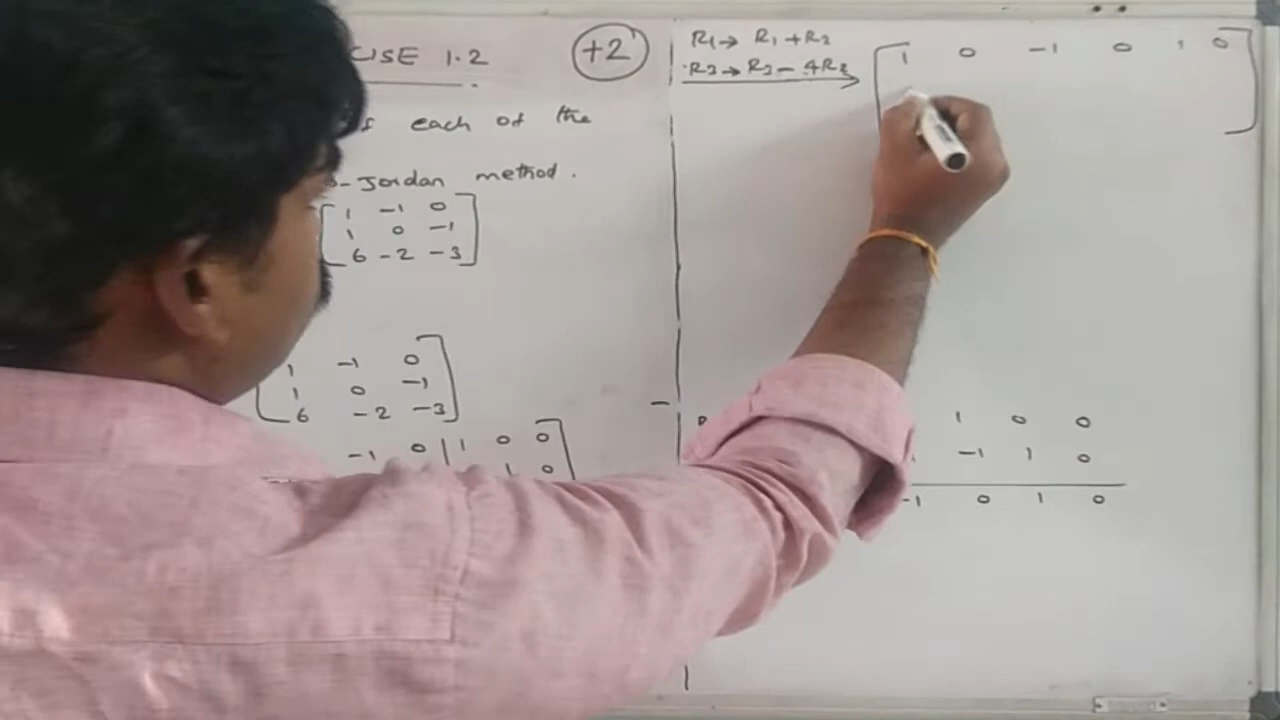 CISE 1.2 +2
each of the
-Jordan method.
1 -1 0
1 0 -1
6 -2 -3
1 -1 0
1 0 -1
6 -2 -3
-1 0 | 1 0 0
1 0
R1→ R1+R2
R3→ R3-4R2
1 0 -1 0 1 0
1 0 0
-1 1 0
-1 0 1 0